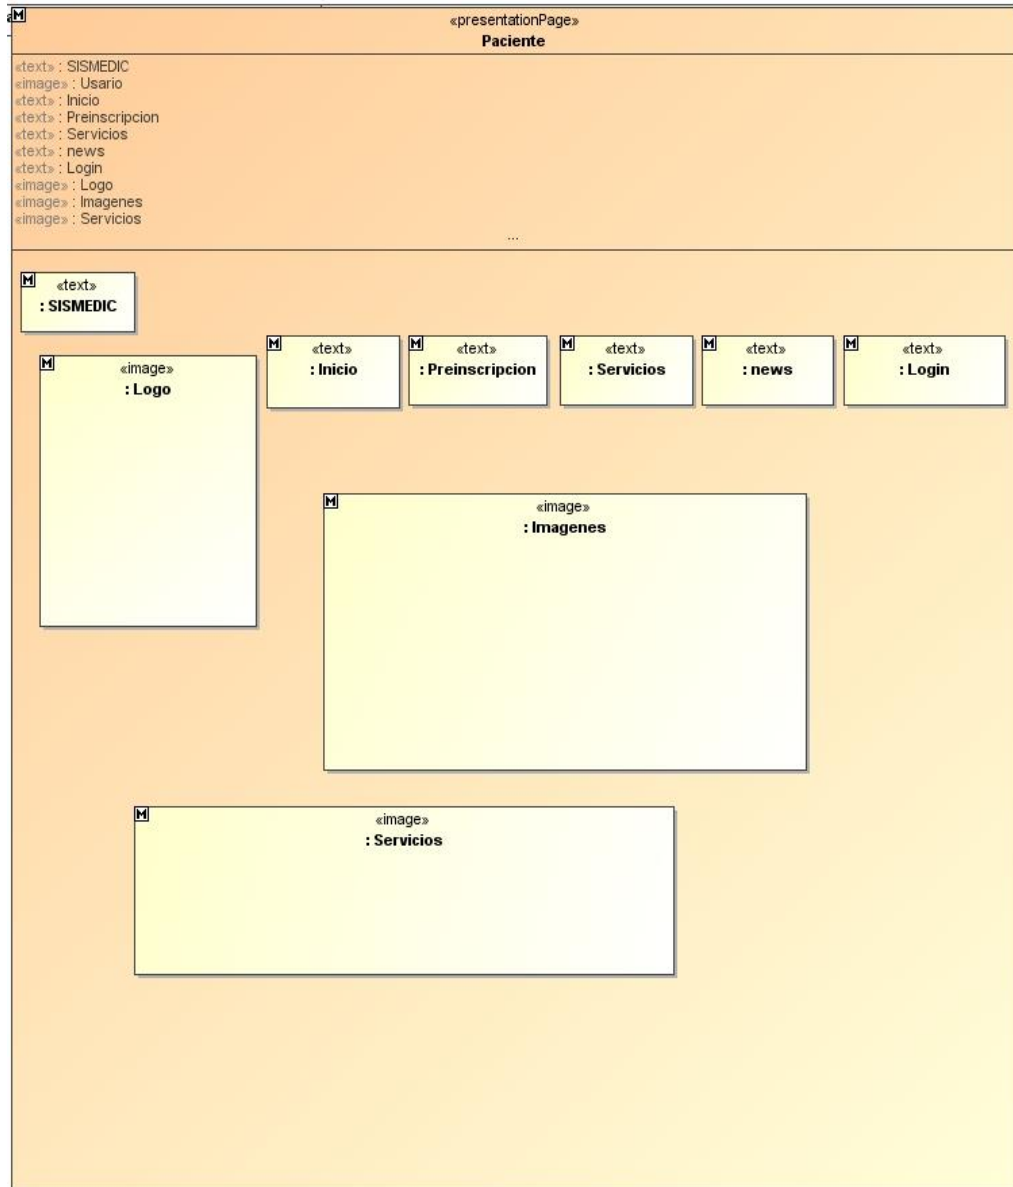 «presentationPage»
Paciente
«text» : SISMEDIC
«image» : Usario
«text» : Inicio
«text» : Preinscripcion
«text» : Servicios
«text» : news
«text» : Login
«image» : Logo
«image» : Imagenes
«image» : Servicios
...
M
«text»
: SISMEDIC
M
«image»
: Logo
M
«text»
: Inicio
M
«text»
: Preinscripcion
M
«text»
: Servicios
M
«text»
: news
M
«text»
: Login
M
«image»
: Imagenes
M
«image»
: Servicios